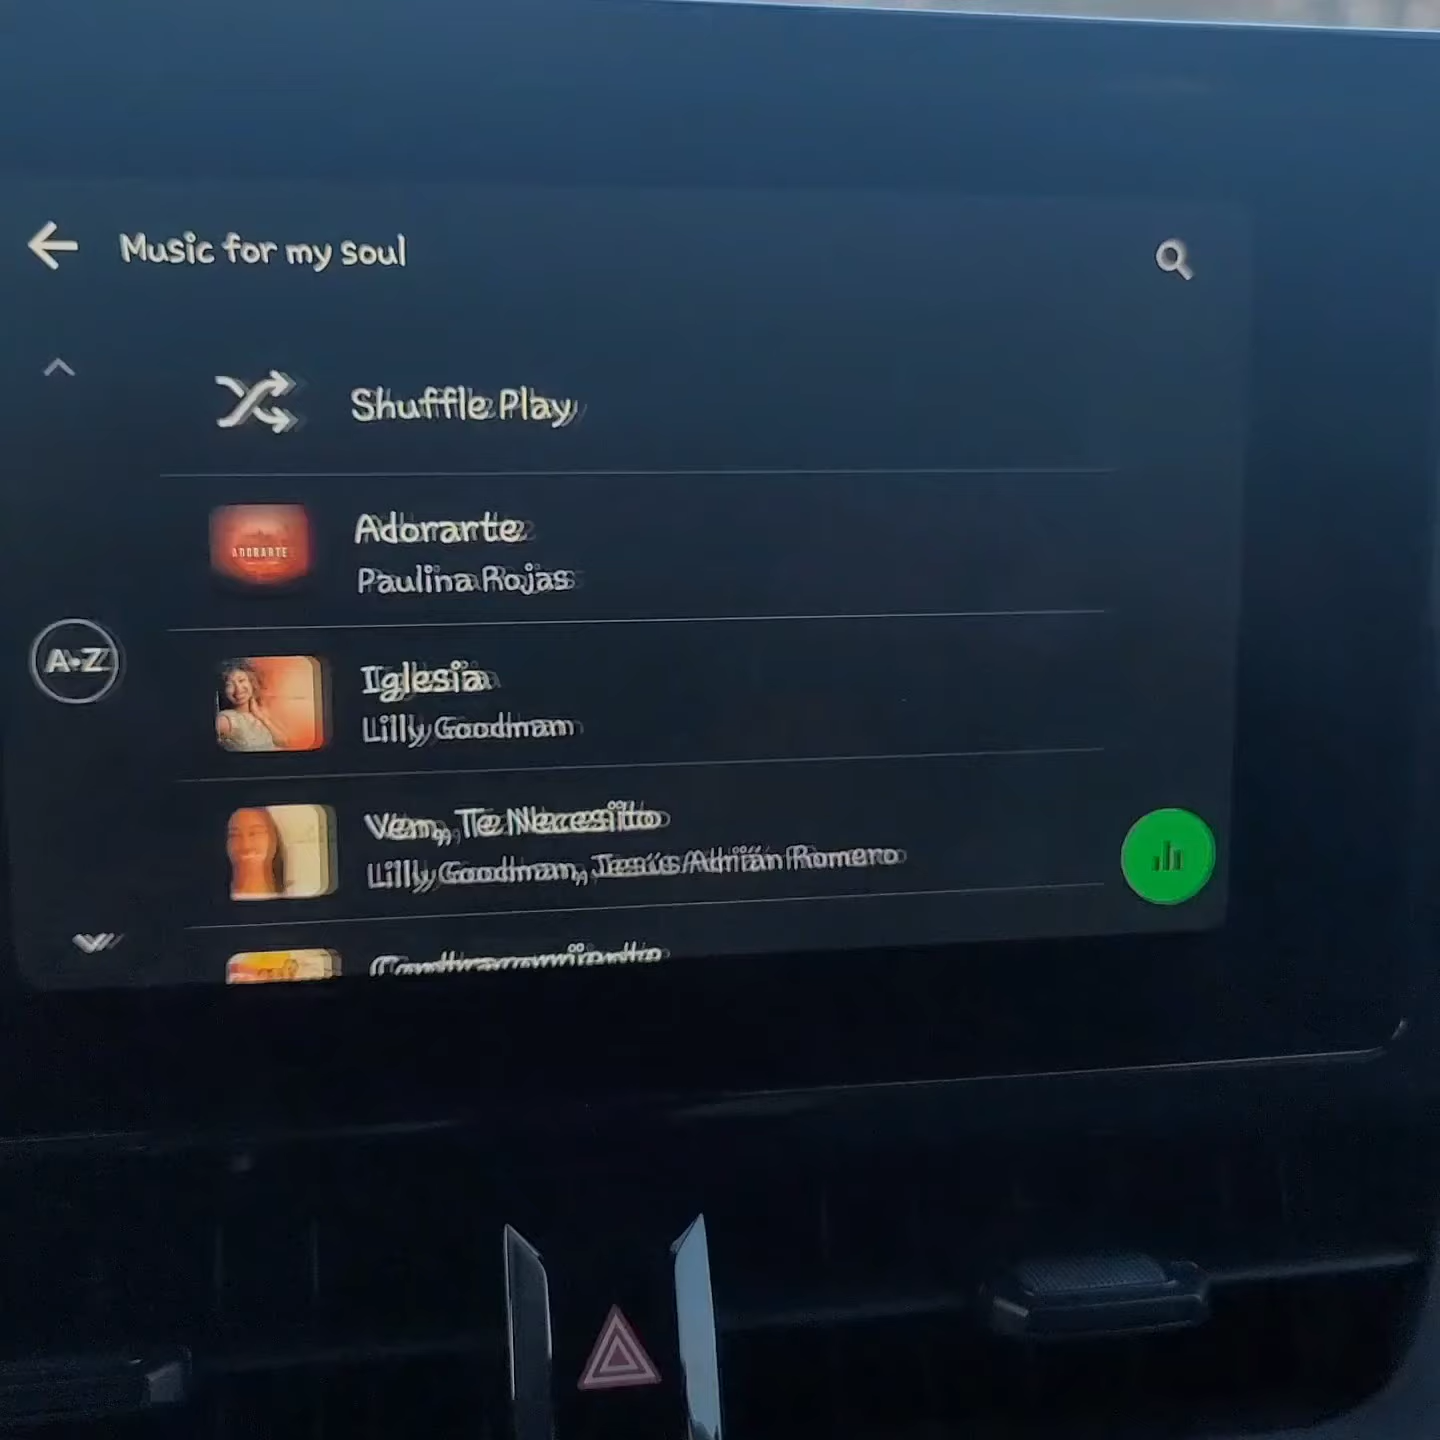 Music for my soul
Shuffle Play
ADORARTE
Adorarte
Paulina Rojas
A·Z
Iglesia
Lilly Goodman
Ven, Te Necesito
Lilly Goodman, Jesús Adrián Romero